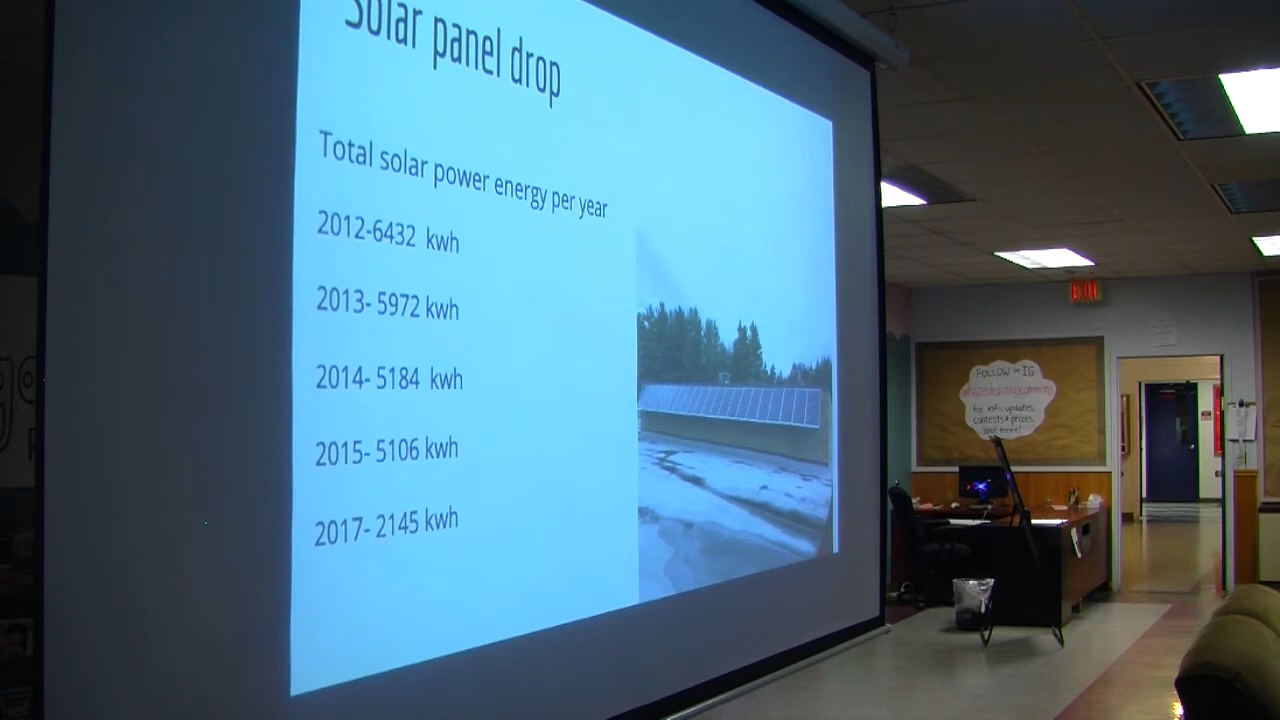 Solar panel drop
Total solar power energy per year
2012-6432 kwh
2013- 5972 kwh
2014- 5184 kwh
2015- 5106 kwh
2017- 2145 kwh
EXIT
FOLLOW on IG
for info, updates,
contests & prizes
and more!